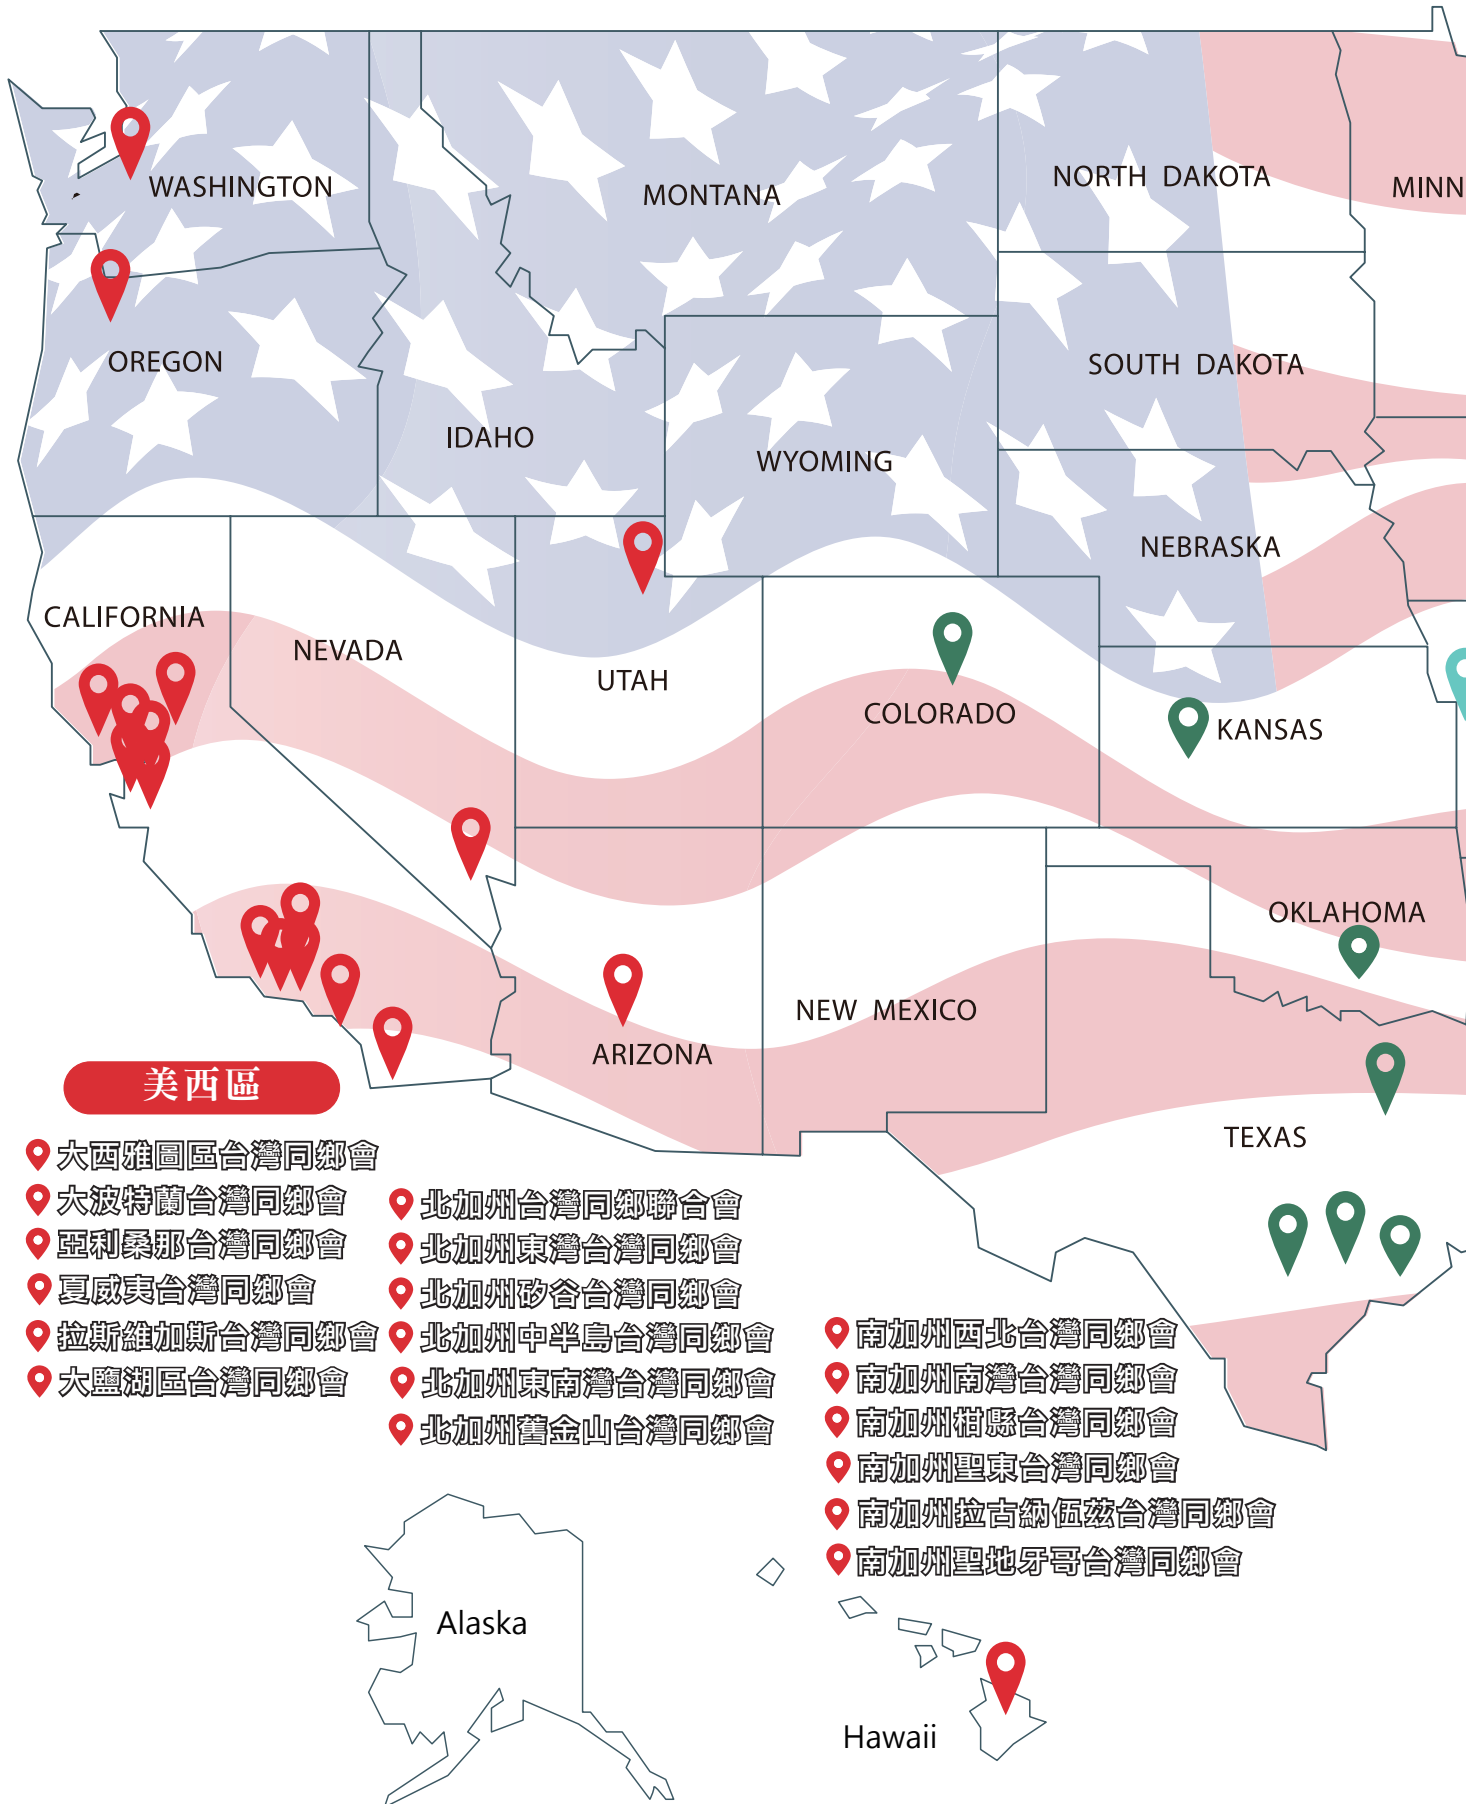 WASHINGTON
MONTANA
NORTH DAKOTA
MINN
OREGON
SOUTH DAKOTA
IDAHO
WYOMING
NEBRASKA
CALIFORNIA
NEVADA
UTAH
COLORADO
KANSAS
OKLAHOMA
NEW MEXICO
ARIZONA
TEXAS
美西區
大西雅圖區台灣同鄉會
大波特蘭台灣同鄉會
亞利桑那台灣同鄉會
夏威夷台灣同鄉會
拉斯維加斯台灣同鄉會
大鹽湖區台灣同鄉會
北加州台灣同鄉聯合會
北加州東灣台灣同鄉會
北加州矽谷台灣同鄉會
北加州中半島台灣同鄉會
北加州東南灣台灣同鄉會
北加州舊金山台灣同鄉會
南加州西北台灣同鄉會
南加州南灣台灣同鄉會
南加州柑縣台灣同鄉會
南加州聖東台灣同鄉會
南加州拉古納伍茲台灣同鄉會
南加州聖地牙哥台灣同鄉會
Alaska
Hawaii